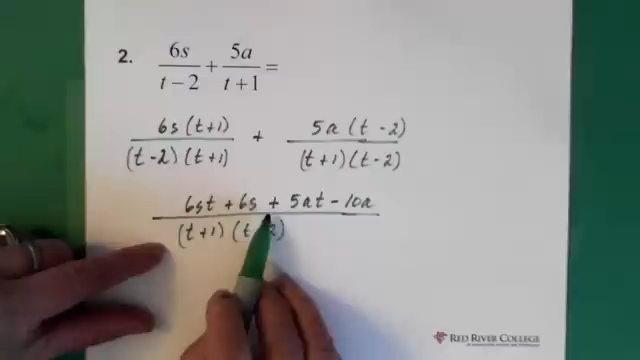 2. 6s/(t−2) + 5a/(t+1) =
6s(t+1)/((t-2)(t+1)) + 5a(t-2)/((t+1)(t-2))
6st + 6s + 5at - 10a
(t+1)(t-2)
RED RIVER COLLEGE